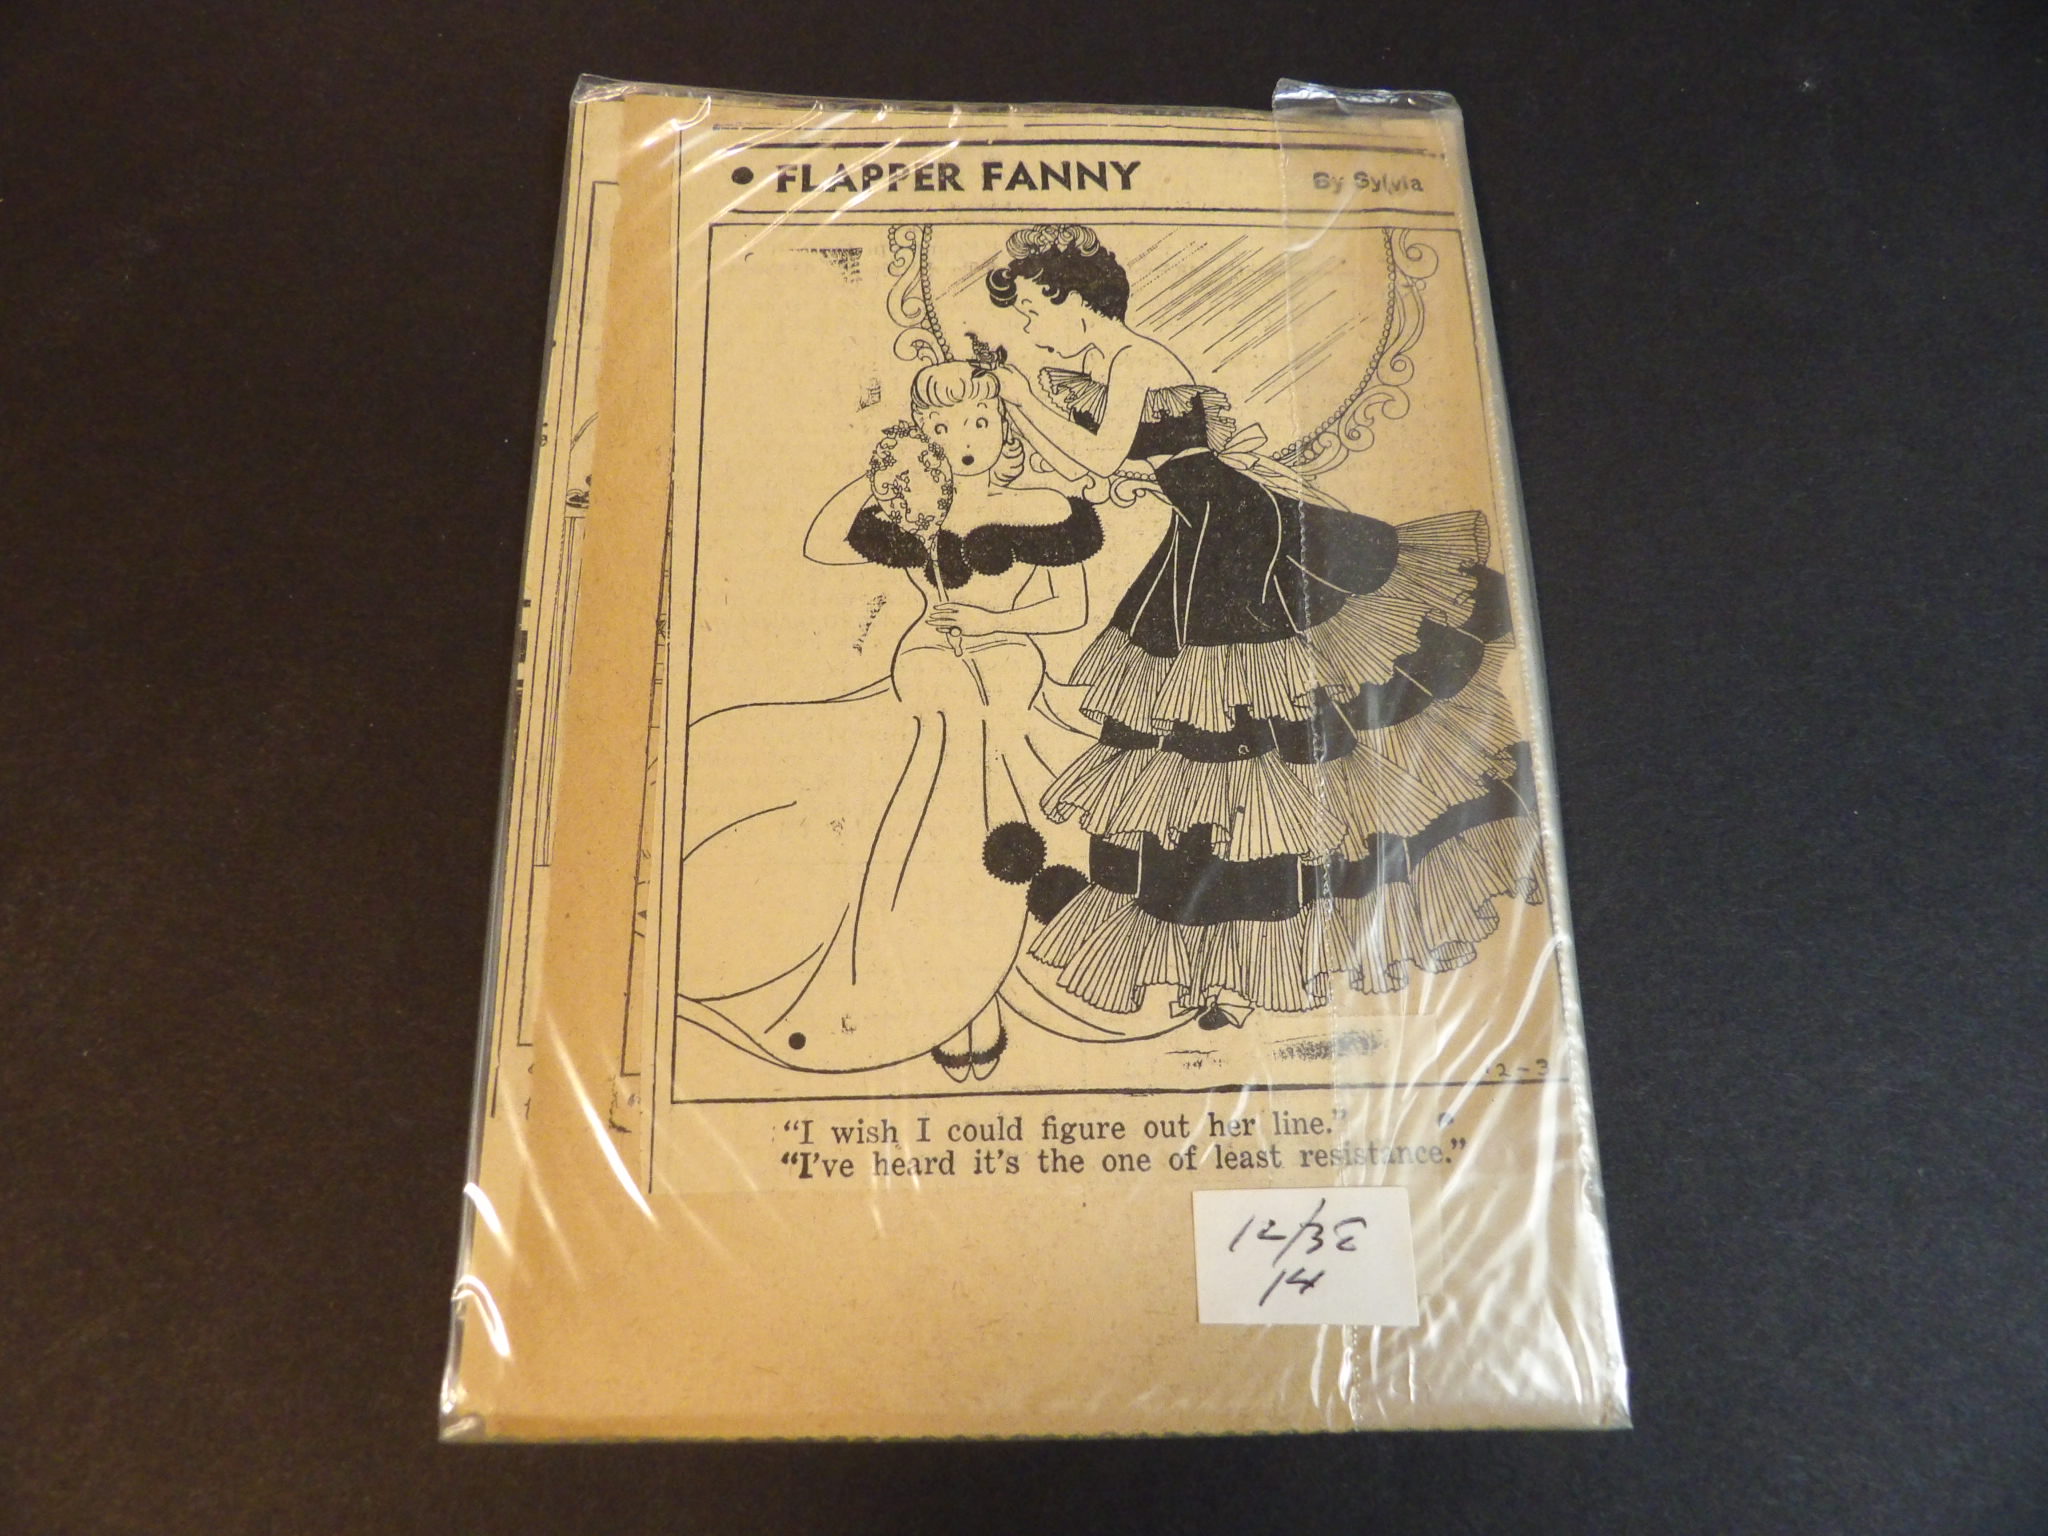 • FLAPPER FANNY By Sylvia
12-3
"I wish I could figure out her line."
"I've heard it's the one of least resistance."
14